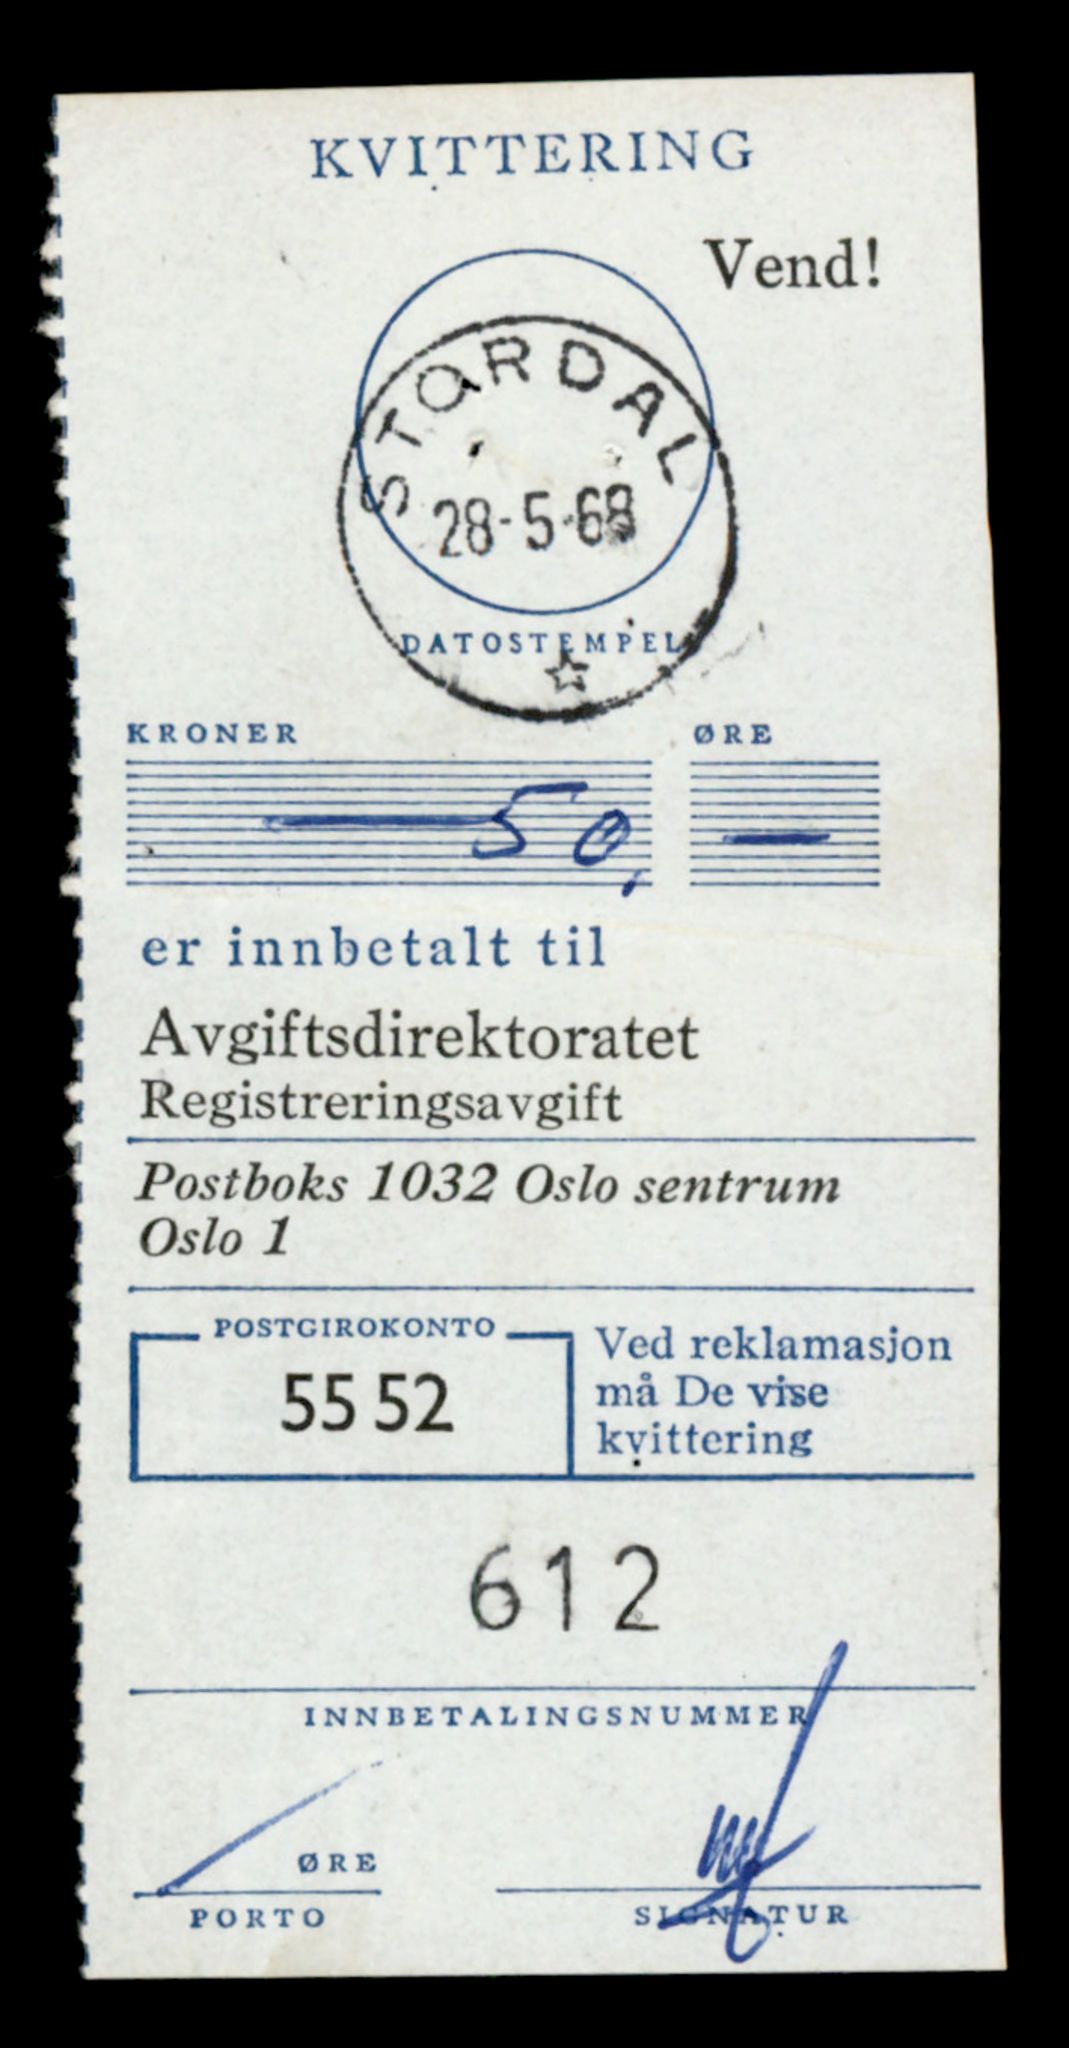 KVITTERING
Vend!
STORDAL
28-5-68
DATOSTEMPEL
KRONER ØRE
— 50, —
er innbetalt til
Avgiftsdirektoratet
Registreringsavgift
Postboks 1032 Oslo sentrum
Oslo 1
POSTGIROKONTO
55 52
Ved reklamasjon
må De vise
kvittering
612
INNBETALINGSNUMMER
ØRE
PORTO
SIGNATUR